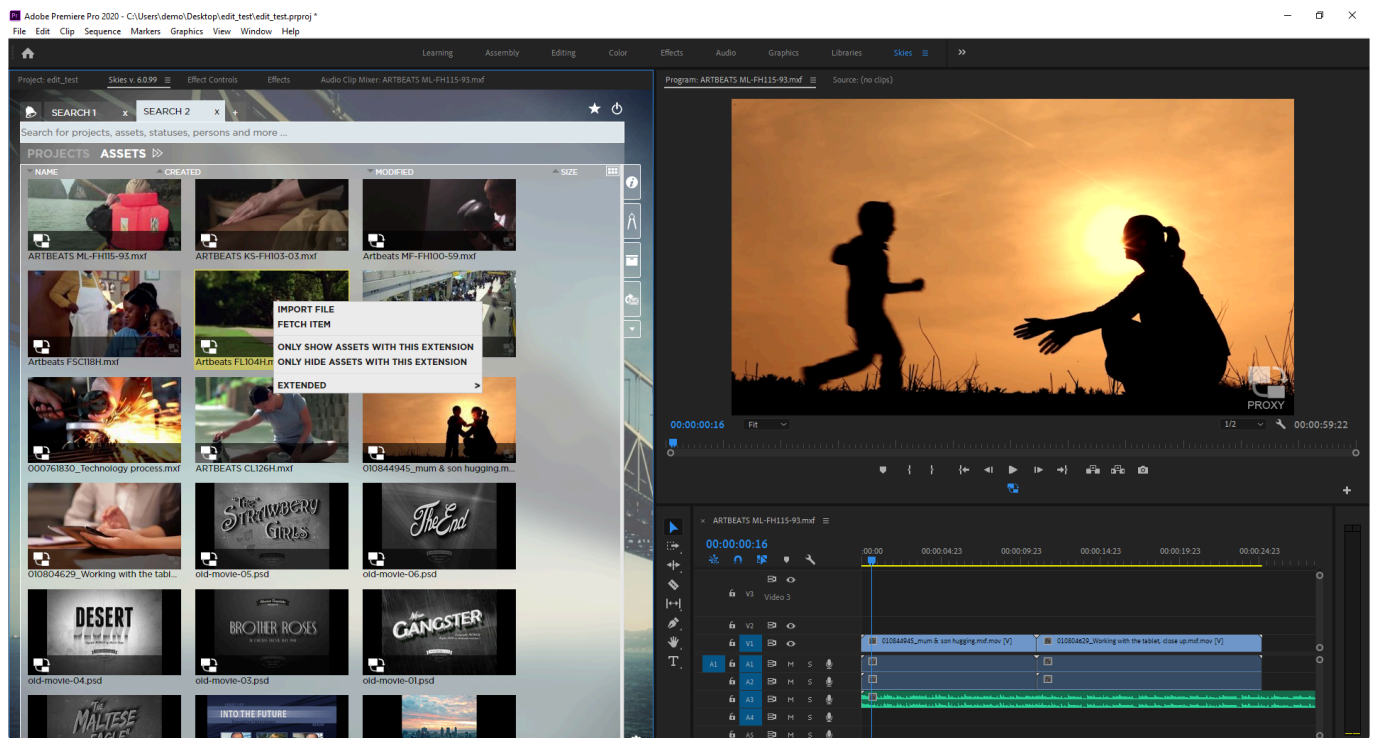 Pr Adobe Premiere Pro 2020 - C:\Users\demo\Desktop\edit_test\edit_test.prproj *
File Edit Clip Sequence Markers Graphics View Window Help
Learning Assembly Editing Color Effects Audio Graphics Libraries Skies
Project: edit_test Skies v. 6.0.99 Effect Controls Effects Audio Clip Mixer: ARTBEATS ML-FH115-93.mxf
Program: ARTBEATS ML-FH115-93.mxf Source: (no clips)
SEARCH 1 x SEARCH 2 x +
Search for projects, assets, statuses, persons and more ...
PROJECTS ASSETS
NAME CREATED MODIFIED SIZE
ARTBEATS ML-FH115-93.mxf ARTBEATS KS-FH103-03.mxf Artbeats MF-FH100-59.mxf
IMPORT FILE
FETCH ITEM
ONLY SHOW ASSETS WITH THIS EXTENSION
ONLY HIDE ASSETS WITH THIS EXTENSION
EXTENDED >
Artbeats FSC118H.mxf Artbeats FL104H.m
000761830_Technology process.mxf ARTBEATS CL126H.mxf 010844945_mum & son hugging.m...
"The" STRAWBERY GIRLS
The End
010804629_Working with the tabl... old-movie-05.psd old-movie-06.psd
DESERT
BROTHER ROSES
GANGSTER
old-movie-04.psd old-movie-03.psd old-movie-01.psd
"The" MALTESE EAGLE"
INTO THE FUTURE
PROXY
00:00:00:16 Fit 1/2 00:00:59:22
× ARTBEATS ML-FH115-93.mxf
00:00:00:16
:00:00 00:00:04:23 00:00:09:23 00:00:14:23 00:00:19:23 00:00:24:23
V3 Video 3
V2
V1 010844945_mum & son hugging.mxf.mov [V] 010804629_Working with the tablet, close up.mxf.mov [V]
A1 A1 M S
A2 M S
A3 M S
A4 M S
A5 M S